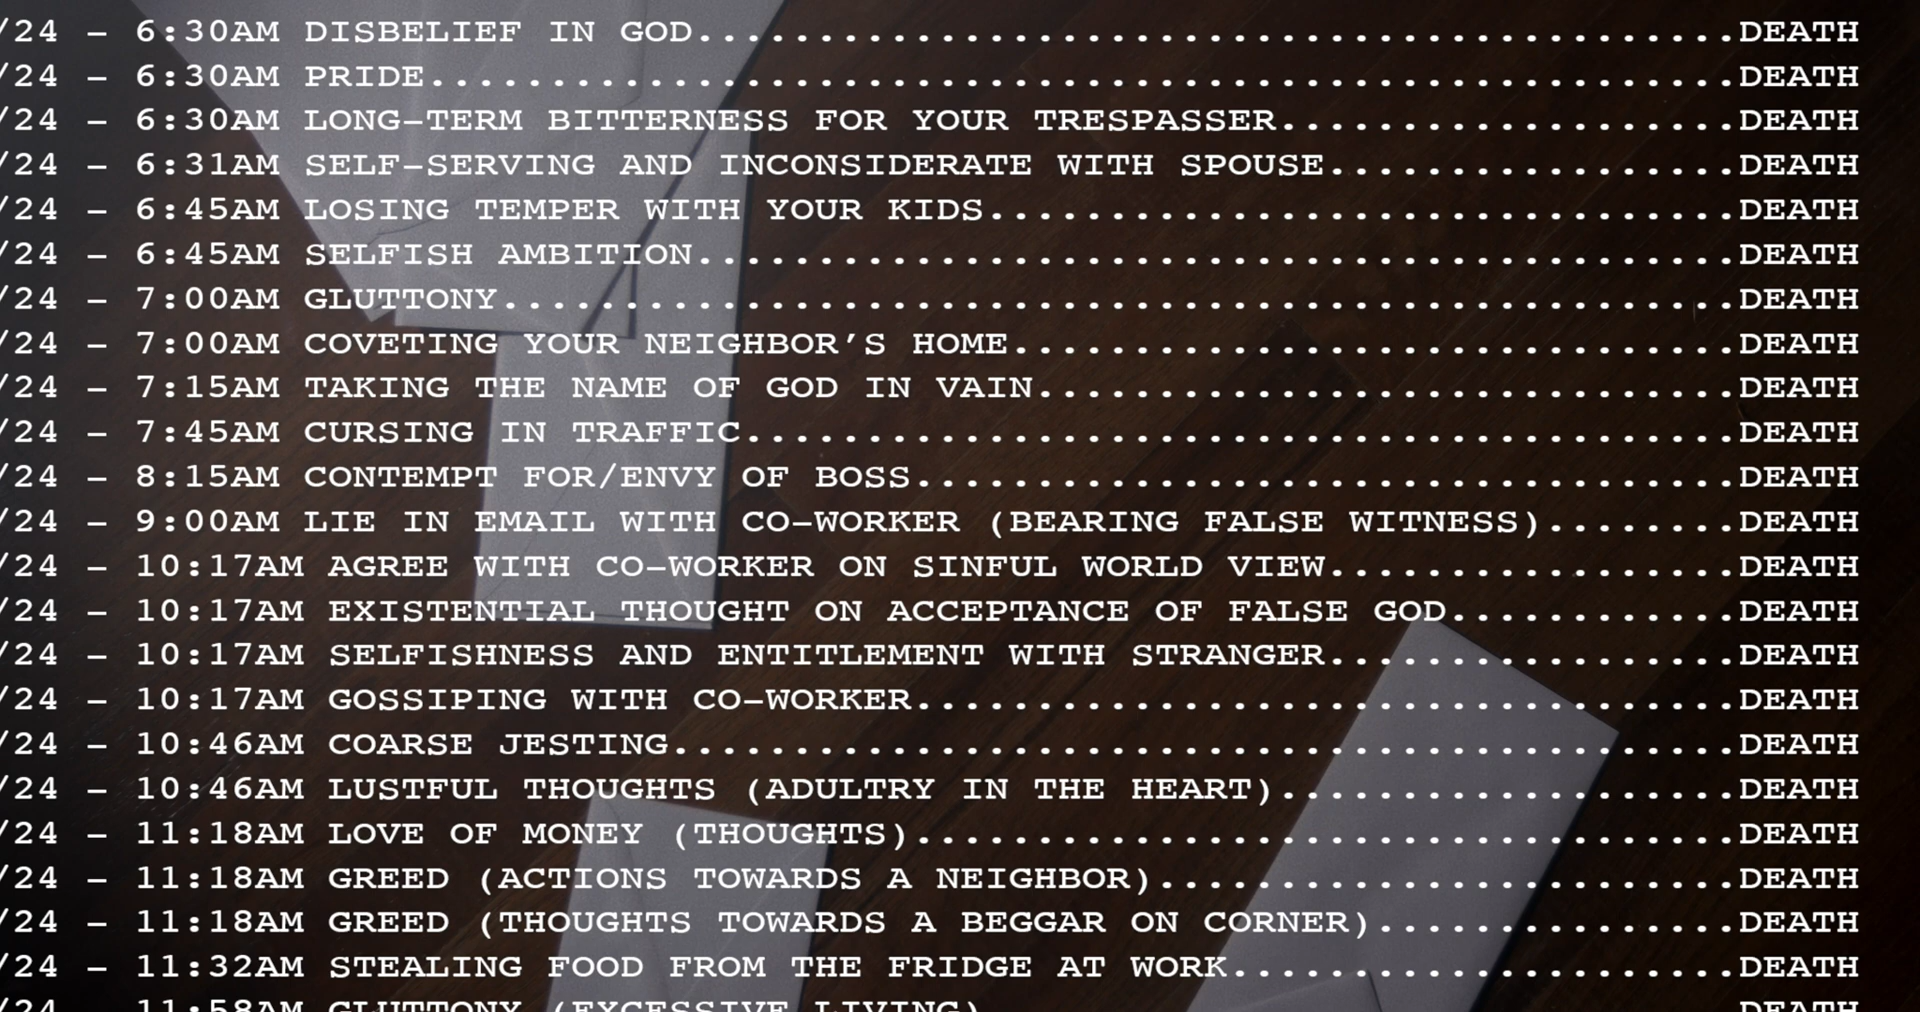 /24 – 6:30AM DISBELIEF IN GOD...........................................DEATH
/24 – 6:30AM PRIDE......................................................DEATH
/24 – 6:30AM LONG-TERM BITTERNESS FOR YOUR TRESPASSER...................DEATH
/24 – 6:31AM SELF-SERVING AND INCONSIDERATE WITH SPOUSE.................DEATH
/24 – 6:45AM LOSING TEMPER WITH YOUR KIDS...............................DEATH
/24 – 6:45AM SELFISH AMBITION...........................................DEATH
/24 – 7:00AM GLUTTONY...................................................DEATH
/24 – 7:00AM COVETING YOUR NEIGHBOR’S HOME..............................DEATH
/24 – 7:15AM TAKING THE NAME OF GOD IN VAIN.............................DEATH
/24 – 7:45AM CURSING IN TRAFFIC.........................................DEATH
/24 – 8:15AM CONTEMPT FOR/ENVY OF BOSS..................................DEATH
/24 – 9:00AM LIE IN EMAIL WITH CO-WORKER (BEARING FALSE WITNESS)........DEATH
/24 – 10:17AM AGREE WITH CO-WORKER ON SINFUL WORLD VIEW.................DEATH
/24 – 10:17AM EXISTENTIAL THOUGHT ON ACCEPTANCE OF FALSE GOD............DEATH
/24 – 10:17AM SELFISHNESS AND ENTITLEMENT WITH STRANGER.................DEATH
/24 – 10:17AM GOSSIPING WITH CO-WORKER..................................DEATH
/24 – 10:46AM COARSE JESTING............................................DEATH
/24 – 10:46AM LUSTFUL THOUGHTS (ADULTRY IN THE HEART)...................DEATH
/24 – 11:18AM LOVE OF MONEY (THOUGHTS)..................................DEATH
/24 – 11:18AM GREED (ACTIONS TOWARDS A NEIGHBOR)........................DEATH
/24 – 11:18AM GREED (THOUGHTS TOWARDS A BEGGAR ON CORNER)...............DEATH
/24 – 11:32AM STEALING FOOD FROM THE FRIDGE AT WORK.....................DEATH
/24 – 11:58AM GLUTTONY (EXCESSIVE LIVING) DEATH